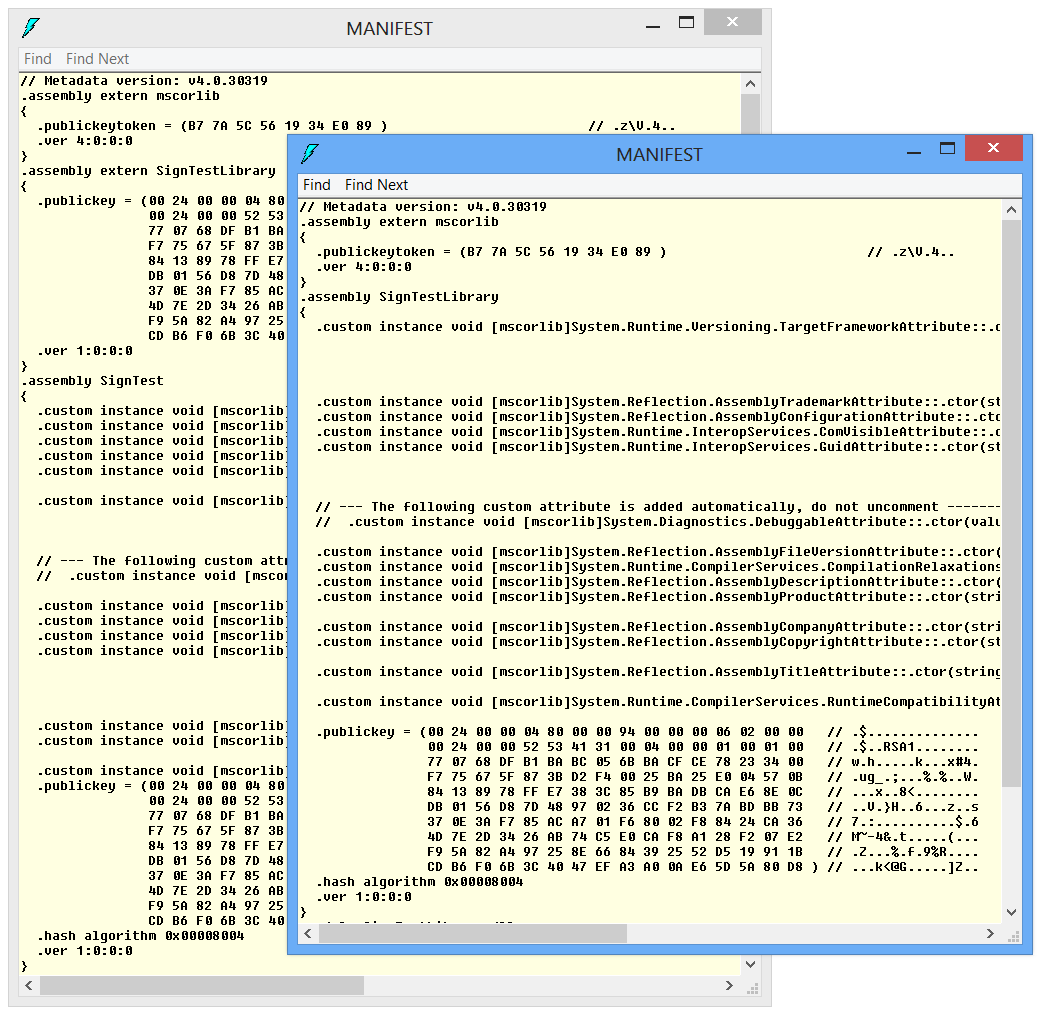 MANIFEST
Find Find Next
// Metadata version: v4.0.30319
.assembly extern mscorlib
{
.publickeytoken = (B7 7A 5C 56 19 34 E0 89 ) // .z\V.4..
.ver 4:0:0:0
}
.assembly extern SignTestLibrary
{
.publickey = (00 24 00 00 04 80
00 24 00 00 52 53
77 07 68 DF B1 BA
F7 75 67 5F 87 3B
84 13 89 78 FF E7
DB 01 56 D8 7D 48
37 0E 3A F7 85 AC
4D 7E 2D 34 26 AB
F9 5A 82 A4 97 25
CD B6 F0 6B 3C 40
.ver 1:0:0:0
}
.assembly SignTest
{
.custom instance void [mscorlib]
.custom instance void [mscorlib]
.custom instance void [mscorlib]
.custom instance void [mscorlib]
.custom instance void [mscorlib]
.custom instance void [mscorlib]
// --- The following custom attr
// .custom instance void [msco
.custom instance void [mscorlib]
.custom instance void [mscorlib]
.custom instance void [mscorlib]
.custom instance void [mscorlib]
.custom instance void [mscorlib]
.custom instance void [mscorlib]
.custom instance void [mscorlib]
.publickey = (00 24 00 00 04 80
00 24 00 00 52 53
77 07 68 DF B1 BA
F7 75 67 5F 87 3B
84 13 89 78 FF E7
DB 01 56 D8 7D 48
37 0E 3A F7 85 AC
4D 7E 2D 34 26 AB
F9 5A 82 A4 97 25
CD B6 F0 6B 3C 40
.hash algorithm 0x00008004
.ver 1:0:0:0
}
MANIFEST
Find Find Next
// Metadata version: v4.0.30319
.assembly extern mscorlib
{
.publickeytoken = (B7 7A 5C 56 19 34 E0 89 ) // .z\V.4..
.ver 4:0:0:0
}
.assembly SignTestLibrary
{
.custom instance void [mscorlib]System.Runtime.Versioning.TargetFrameworkAttribute::.c
.custom instance void [mscorlib]System.Reflection.AssemblyTrademarkAttribute::.ctor(st
.custom instance void [mscorlib]System.Reflection.AssemblyConfigurationAttribute::.cto
.custom instance void [mscorlib]System.Runtime.InteropServices.ComVisibleAttribute::.c
.custom instance void [mscorlib]System.Runtime.InteropServices.GuidAttribute::.ctor(st
// --- The following custom attribute is added automatically, do not uncomment -------
// .custom instance void [mscorlib]System.Diagnostics.DebuggableAttribute::.ctor(valu
.custom instance void [mscorlib]System.Reflection.AssemblyFileVersionAttribute::.ctor(
.custom instance void [mscorlib]System.Runtime.CompilerServices.CompilationRelaxations
.custom instance void [mscorlib]System.Reflection.AssemblyDescriptionAttribute::.ctor(
.custom instance void [mscorlib]System.Reflection.AssemblyProductAttribute::.ctor(stri
.custom instance void [mscorlib]System.Reflection.AssemblyCompanyAttribute::.ctor(stri
.custom instance void [mscorlib]System.Reflection.AssemblyCopyrightAttribute::.ctor(st
.custom instance void [mscorlib]System.Reflection.AssemblyTitleAttribute::.ctor(string
.custom instance void [mscorlib]System.Runtime.CompilerServices.RuntimeCompatibilityAt
.publickey = (00 24 00 00 04 80 00 00 94 00 00 00 06 02 00 00 // .$..............
00 24 00 00 52 53 41 31 00 04 00 00 01 00 01 00 // .$..RSA1........
77 07 68 DF B1 BA BC 05 6B BA CF CE 78 23 34 00 // w.h.....k...x#4.
F7 75 67 5F 87 3B D2 F4 00 25 BA 25 E0 04 57 0B // .ug_.;...%.%..W.
84 13 89 78 FF E7 38 3C 85 B9 BA DB CA E6 8E 0C // ...x..8<........
DB 01 56 D8 7D 48 97 02 36 CC F2 B3 7A BD BB 73 // ..V.}H..6...z..s
37 0E 3A F7 85 AC A7 01 F6 80 02 F8 84 24 CA 36 // 7.:..........$.6
4D 7E 2D 34 26 AB 74 C5 E0 CA F8 A1 28 F2 07 E2 // M~-4&.t.....(...
F9 5A 82 A4 97 25 8E 66 84 39 25 52 D5 19 91 1B // .Z...%.f.9%R....
CD B6 F0 6B 3C 40 47 EF A3 A0 0A E6 5D 5A 80 D8 ) // ...k<@G.....]Z..
.hash algorithm 0x00008004
.ver 1:0:0:0
}